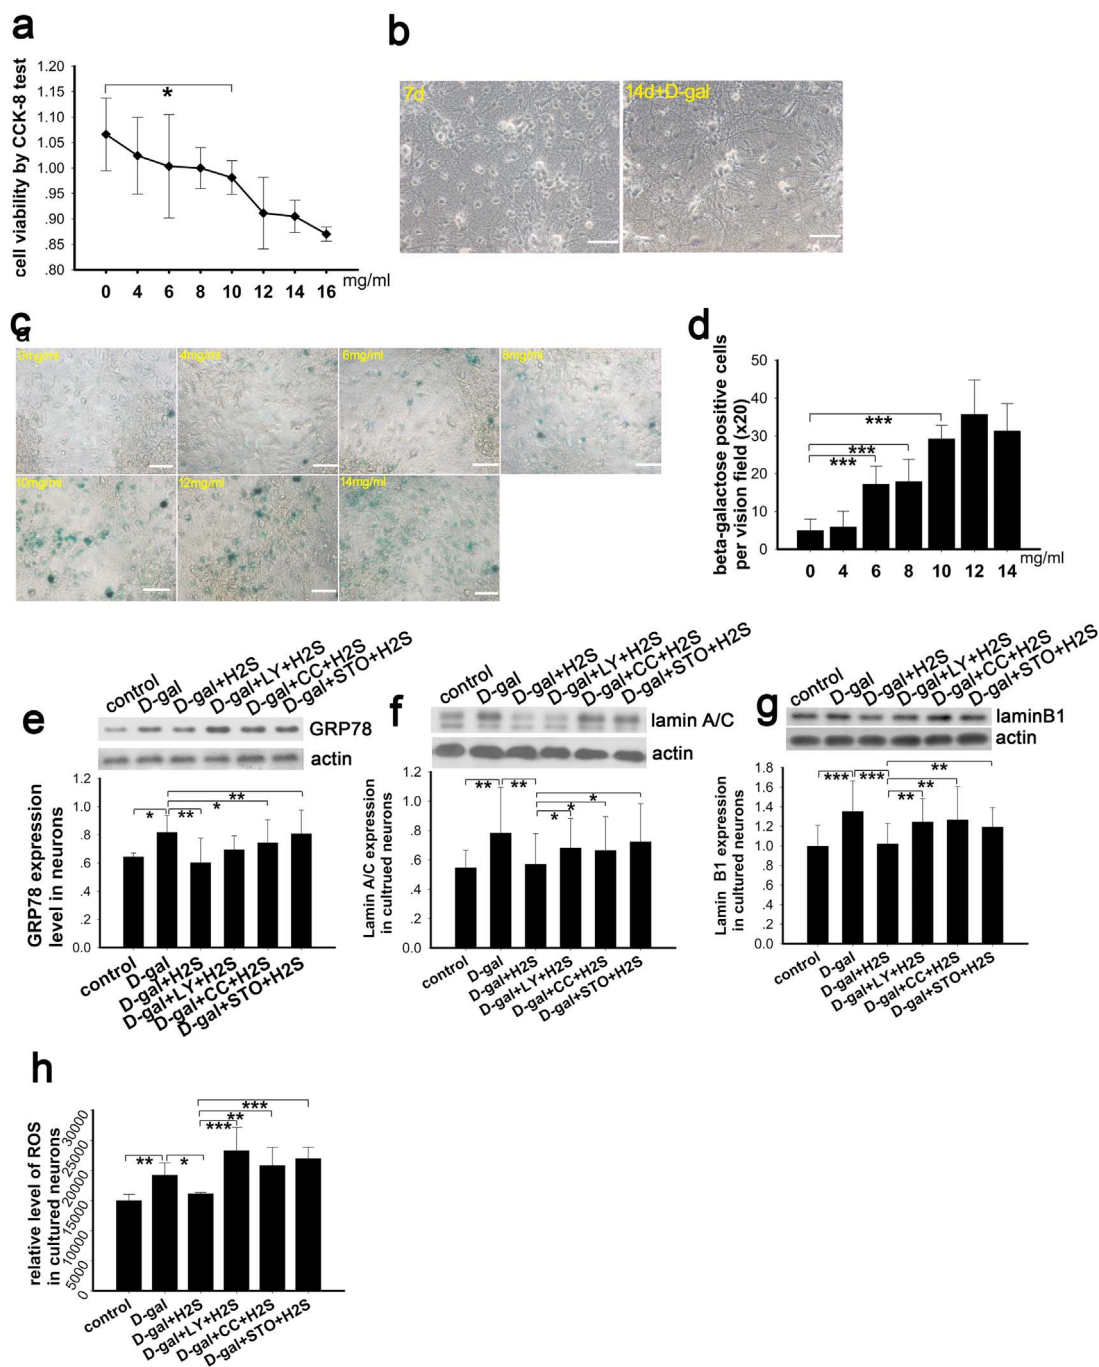 a
cell viability by CCK-8 test
1.20
1.15
1.10
1.05
1.00
.95
.90
.85
.80
*
0 4 6 8 10 12 14 16
mg/ml
b
7d
14d+D-gal
c
a
0mg/ml
4mg/ml
6mg/ml
8mg/ml
10mg/ml
12mg/ml
14mg/ml
d
beta-galactose positive cells
per vision field (x20)
50
40
30
20
10
0
***
***
***
0 4 6 8 10 12 14
mg/ml
e
control
D-gal
D-gal+H2S
D-gal+LY+H2S
D-gal+CC+H2S
D-gal+STO+H2S
GRP78
actin
GRP78 expression
level in neurons
1.2
1.0
.8
.6
.4
.2
0.0
* ** * **
control
D-gal
D-gal+H2S
D-gal+LY+H2S
D-gal+CC+H2S
D-gal+STO+H2S
f
control
D-gal
D-gal+H2S
D-gal+LY+H2S
D-gal+CC+H2S
D-gal+STO+H2S
lamin A/C
actin
Lamin A/C expression
in cultrued neurons
1.2
1.0
.8
.6
.4
.2
0.0
** ** * * *
control
D-gal
D-gal+H2S
D-gal+LY+H2S
D-gal+CC+H2S
D-gal+STO+H2S
g
control
D-gal
D-gal+H2S
D-gal+LY+H2S
D-gal+CC+H2S
D-gal+STO+H2S
laminB1
actin
Lamin B1 expression
in cultured neurons
1.8
1.6
1.4
1.2
1.0
.8
.6
.4
.2
0.0
*** *** ** ** **
control
D-gal
D-gal+H2S
D-gal+LY+H2S
D-gal+CC+H2S
D-gal+STO+H2S
h
relative level of ROS
in cultured neurons
30000
25000
20000
15000
10000
5000
0
** * *** ** ***
control
D-gal
D-gal+H2S
D-gal+LY+H2S
D-gal+CC+H2S
D-gal+STO+H2S